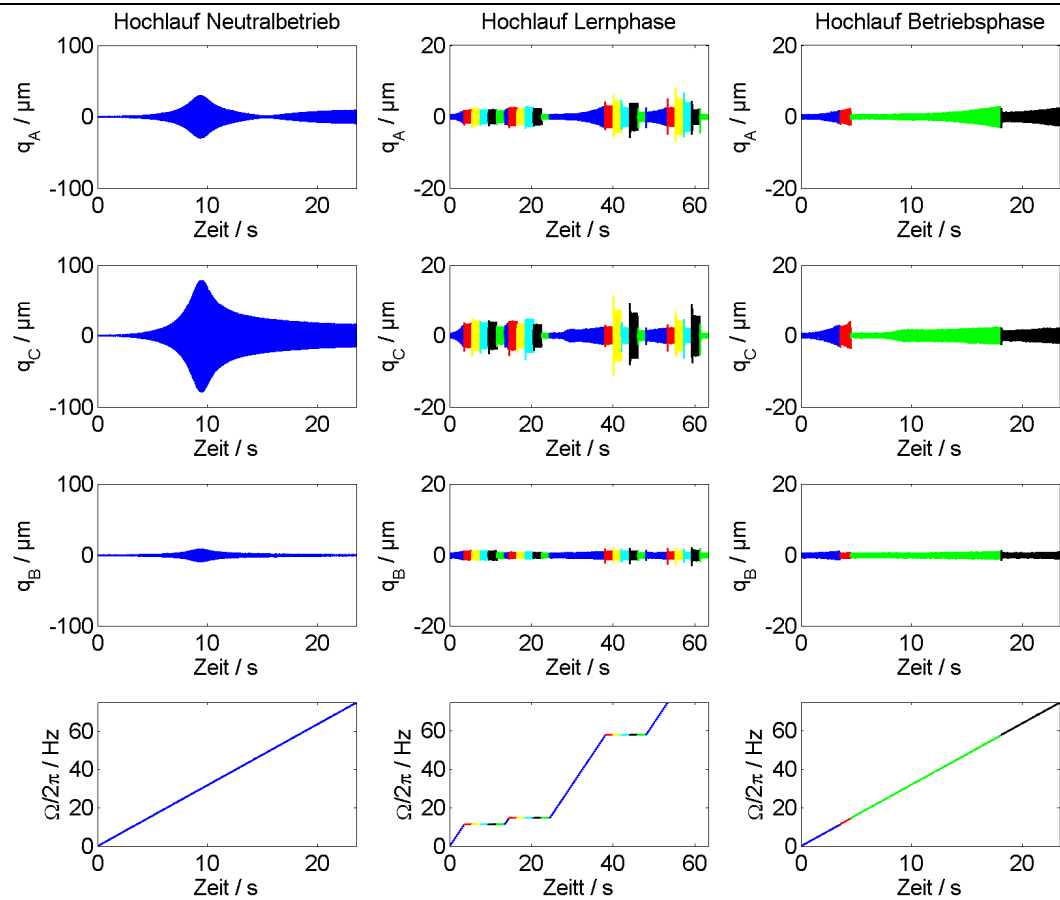 Hochlauf Neutralbetrieb
Hochlauf Lernphase
Hochlauf Betriebsphase
100
0
-100
q_A / µm
0 10 20
Zeit / s
20
0
-20
q_A / µm
0 20 40 60
Zeit / s
20
0
-20
q_A / µm
0 10 20
Zeit / s
100
0
-100
q_C / µm
0 10 20
Zeit / s
20
0
-20
q_C / µm
0 20 40 60
Zeit / s
20
0
-20
q_C / µm
0 10 20
Zeit / s
100
0
-100
q_B / µm
0 10 20
Zeit / s
20
0
-20
q_B / µm
0 20 40 60
Zeit / s
20
0
-20
q_B / µm
0 10 20
Zeit / s
60
40
20
0
Ω/2π / Hz
0 10 20
Zeit / s
60
40
20
0
Ω/2π / Hz
0 20 40 60
Zeitt / s
60
40
20
0
Ω/2π / Hz
0 10 20
Zeit / s